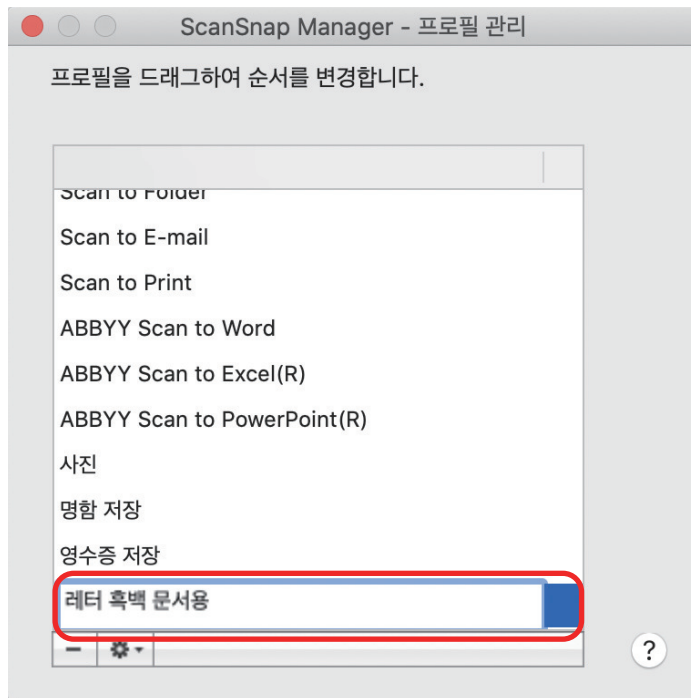 ScanSnap Manager - 프로필 관리
프로필을 드래그하여 순서를 변경합니다.
Scan to Folder
Scan to E-mail
Scan to Print
ABBYY Scan to Word
ABBYY Scan to Excel(R)
ABBYY Scan to PowerPoint(R)
사진
명함 저장
영수증 저장
레터 흑백 문서용
?